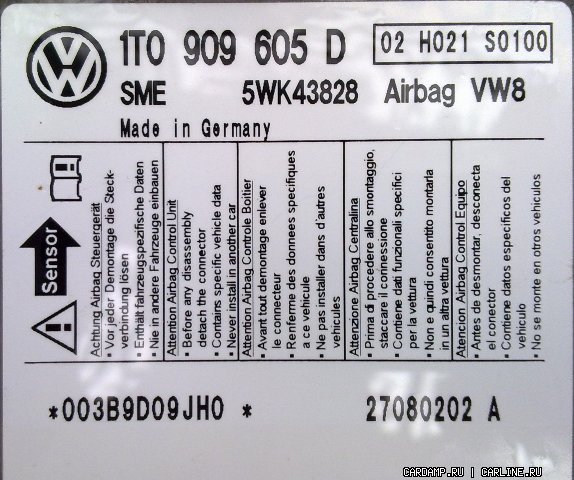 1T0 909 605 D
02 H021 S0100
SME 5WK43828 Airbag VW8
Made in Germany
Sensor
Achtung Airbag Steuergerät
• Vor jeder Demontage die Steck-
verbindung lösen
• Enthält fahrzeugspezifische Daten
• Nie in andere Fahrzeuge einbauen
Attention Airbag Control Unit
• Before any disassembly
detach the connector
• Contains specific vehicle data
• Never install in another car
Attention Airbag Controle Boitier
• Avant tout demontage enlever
le connecteur
• Renferme des donnees specifiques
a ce vehicule
• Ne pas installer dans d'autres
vehicules
Attenzione Airbag Centralina
• Prima di procedere allo smontaggio,
staccare il connessione
• Contiene dati funzionali specifici
per la vettura
• Non e quindi consentito montarla
in un altra vettura
Atencion Airbag Control Equipo
• Antes de desmontar, desconecta
el conector
• Contiene datos especificos del
vehiculo
• No se monte en otros vehiculos
*003B9D09JH0 *
27080202 A
CARDAMP.RU | CARLINE.RU